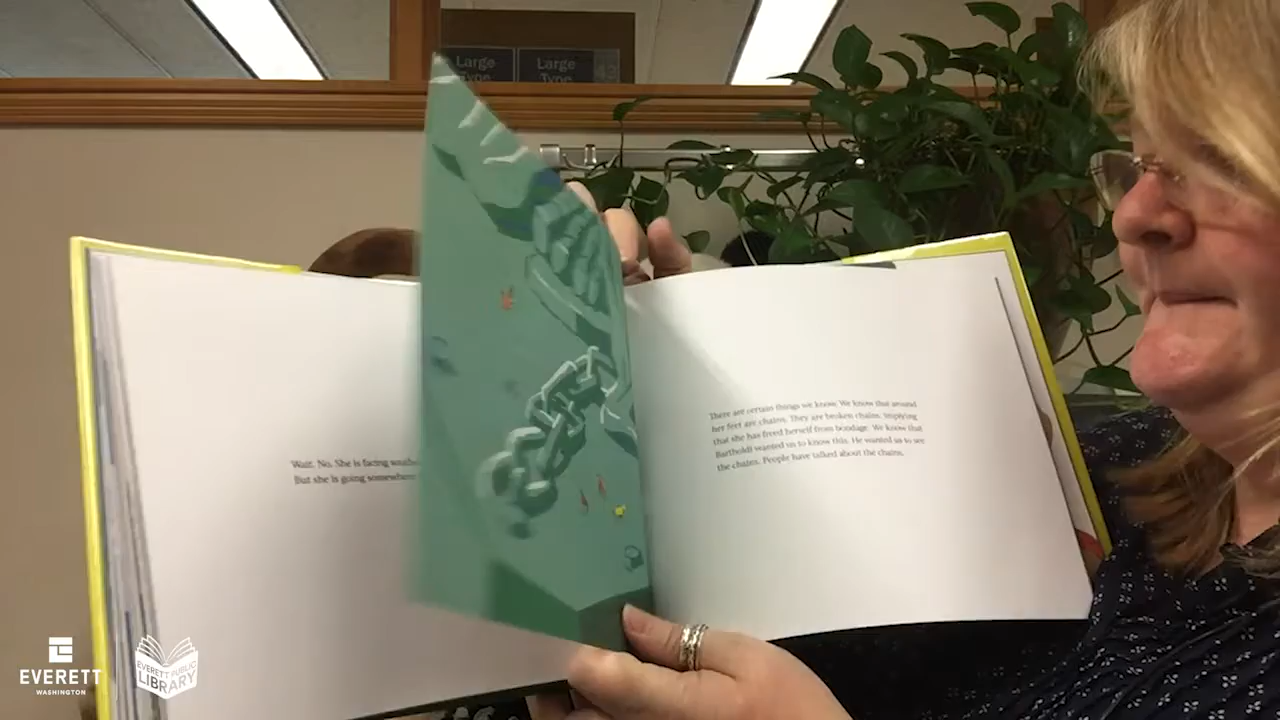 Large
Type
Large
Type
43
Wait. No. She is facing
But she is going somewhere
There are certain things we know. We know that around
her feet are chains. They are broken chains, implying
that she has freed herself from bondage. We know that
Bartholdi wanted us to know this. He wanted us to see
the chains. People have talked about the chains.
EVERETT
WASHINGTON
EVERETT PUBLIC
LIBRARY